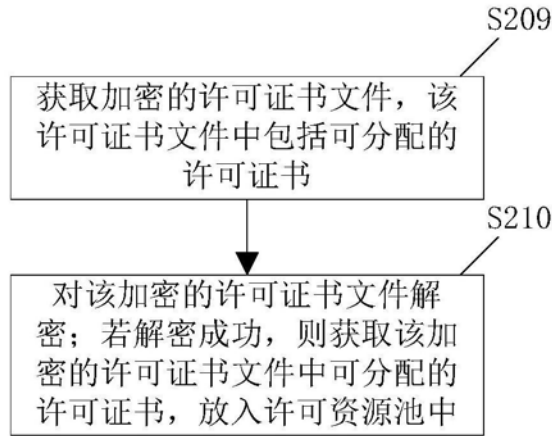 S209
获取加密的许可证书文件，该
许可证书文件中包括可分配的
许可证书
S210
对该加密的许可证书文件解
密；若解密成功，则获取该加
密的许可证书文件中可分配的
许可证书，放入许可资源池中